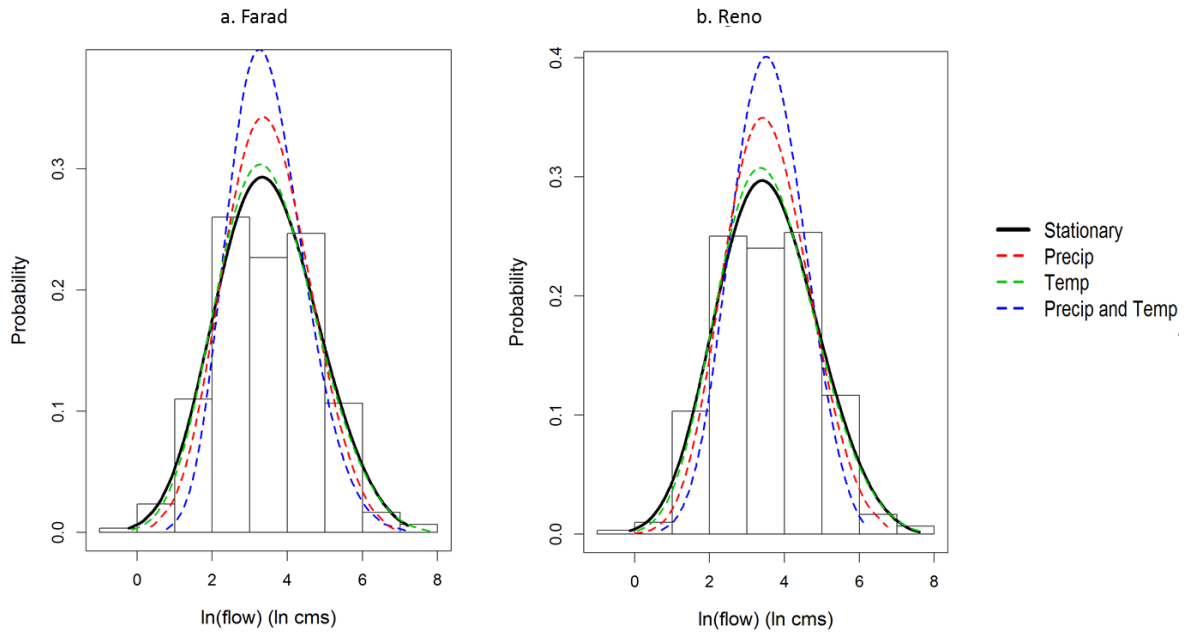 a. Farad
Probability
0.0
0.1
0.2
0.3
0
2
4
6
8
ln(flow) (ln cms)
b. Reno
Probability
0.0
0.1
0.2
0.3
0.4
0
2
4
6
8
ln(flow) (ln cms)
Stationary
Precip
Temp
Precip and Temp